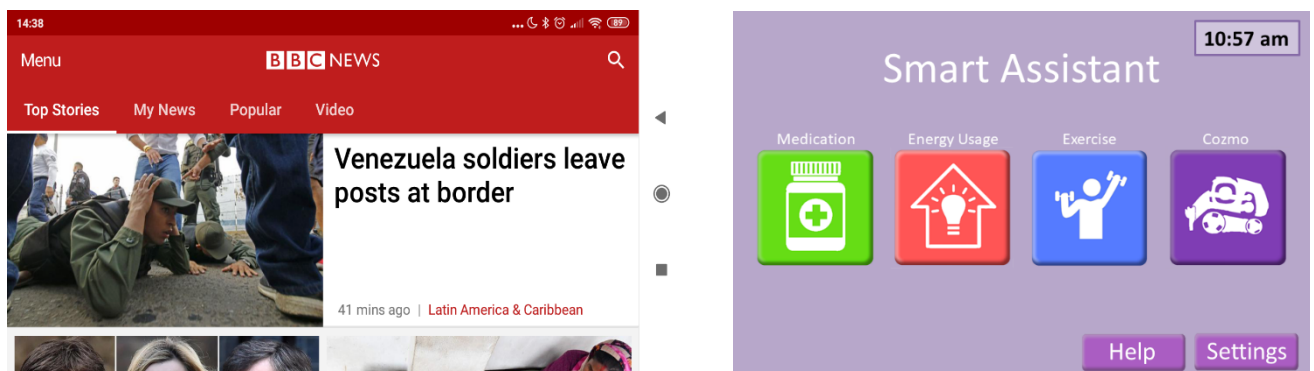 14:38
89
Menu
BBC NEWS
Top Stories My News Popular Video
Venezuela soldiers leave
posts at border
41 mins ago | Latin America & Caribbean
10:57 am
Smart Assistant
Medication Energy Usage Exercise Cozmo
Help Settings